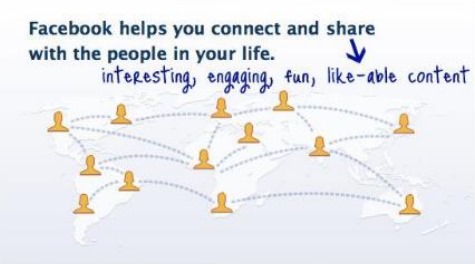 Facebook helps you connect and share
with the people in your life.
interesting, engaging, fun, like-able content